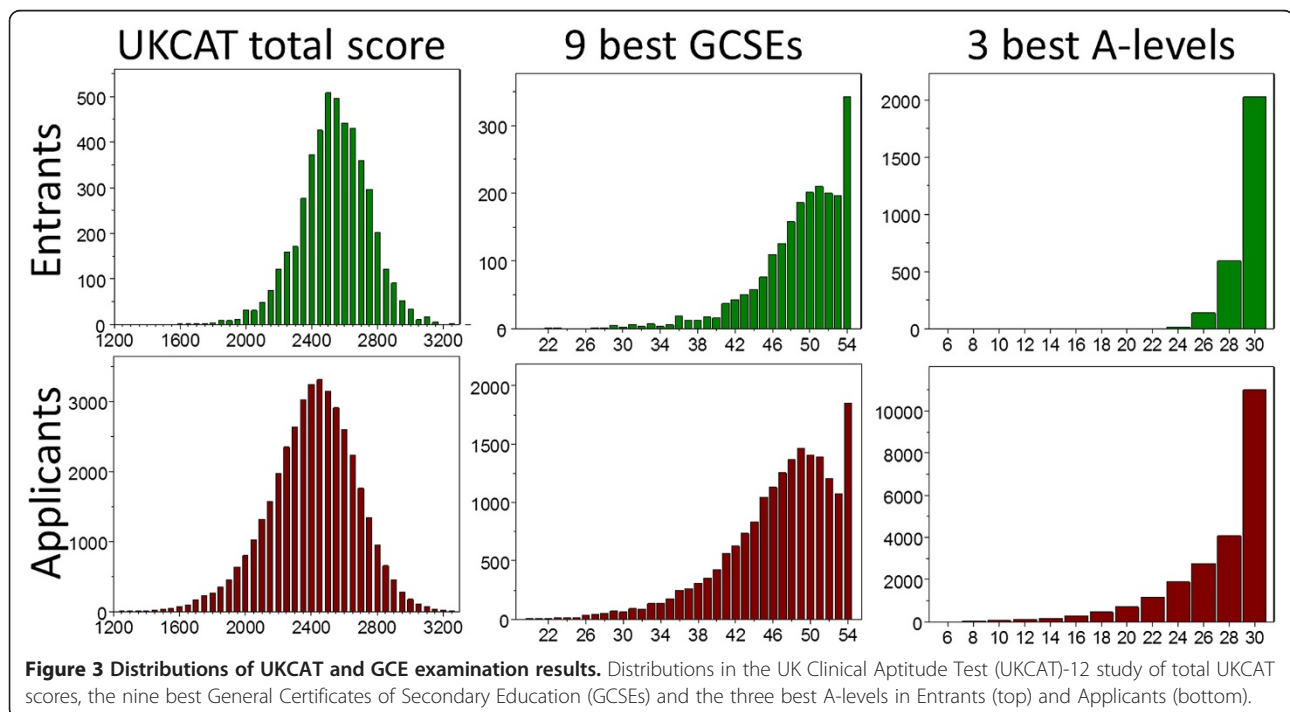 UKCAT total score
9 best GCSEs
3 best A-levels
Entrants
500
400
300
200
100
0
1200 1600 2000 2400 2800 3200
300
200
100
0
22 26 30 34 38 42 46 50 54
2000
1500
1000
500
0
6 8 10 12 14 16 18 20 22 24 26 28 30
Applicants
3000
2000
1000
0
1200 1600 2000 2400 2800 3200
2000
1500
1000
500
0
22 26 30 34 38 42 46 50 54
10000
8000
6000
4000
2000
0
6 8 10 12 14 16 18 20 22 24 26 28 30
Figure 3 Distributions of UKCAT and GCE examination results. Distributions in the UK Clinical Aptitude Test (UKCAT)-12 study of total UKCAT
scores, the nine best General Certificates of Secondary Education (GCSEs) and the three best A-levels in Entrants (top) and Applicants (bottom).